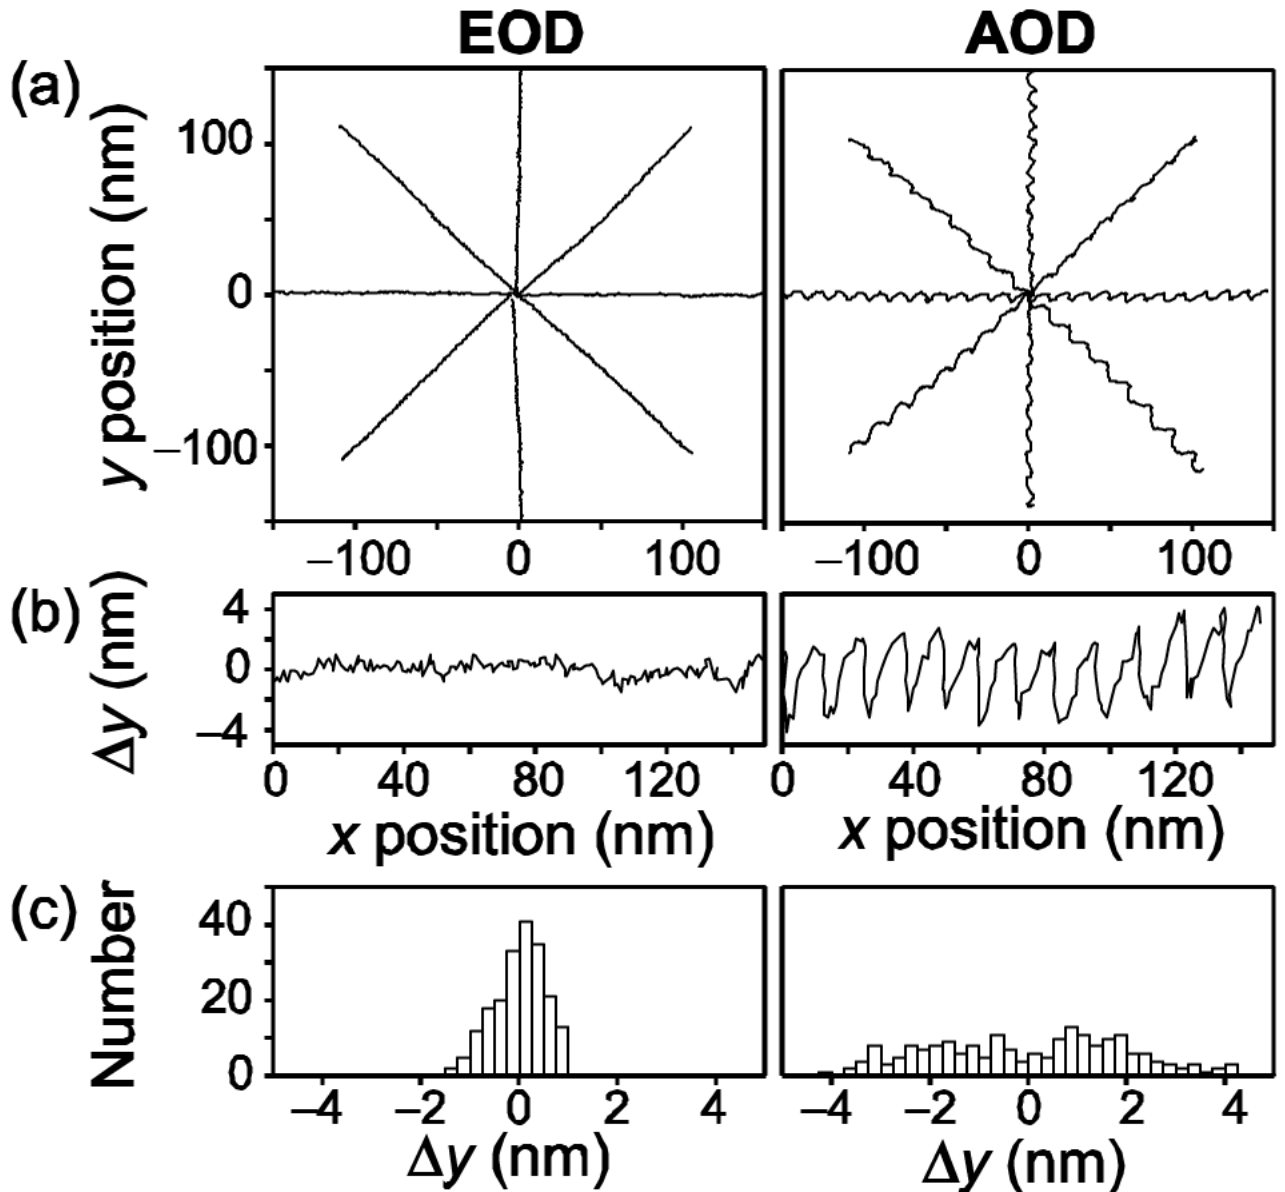 EOD AOD
(a)
y position (nm)
100
0
−100
−100 0 100 −100 0 100
(b)
Δy (nm)
4
0
−4
0 40 80 120 0 40 80 120
x position (nm) x position (nm)
(c)
Number
40
20
0
−4 −2 0 2 4 −4 −2 0 2 4
Δy (nm) Δy (nm)